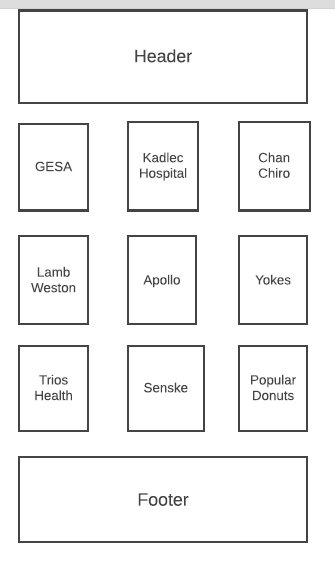 Header
GESA
Kadlec
Hospital
Chan
Chiro
Lamb
Weston
Apollo
Yokes
Trios
Health
Senske
Popular
Donuts
Footer